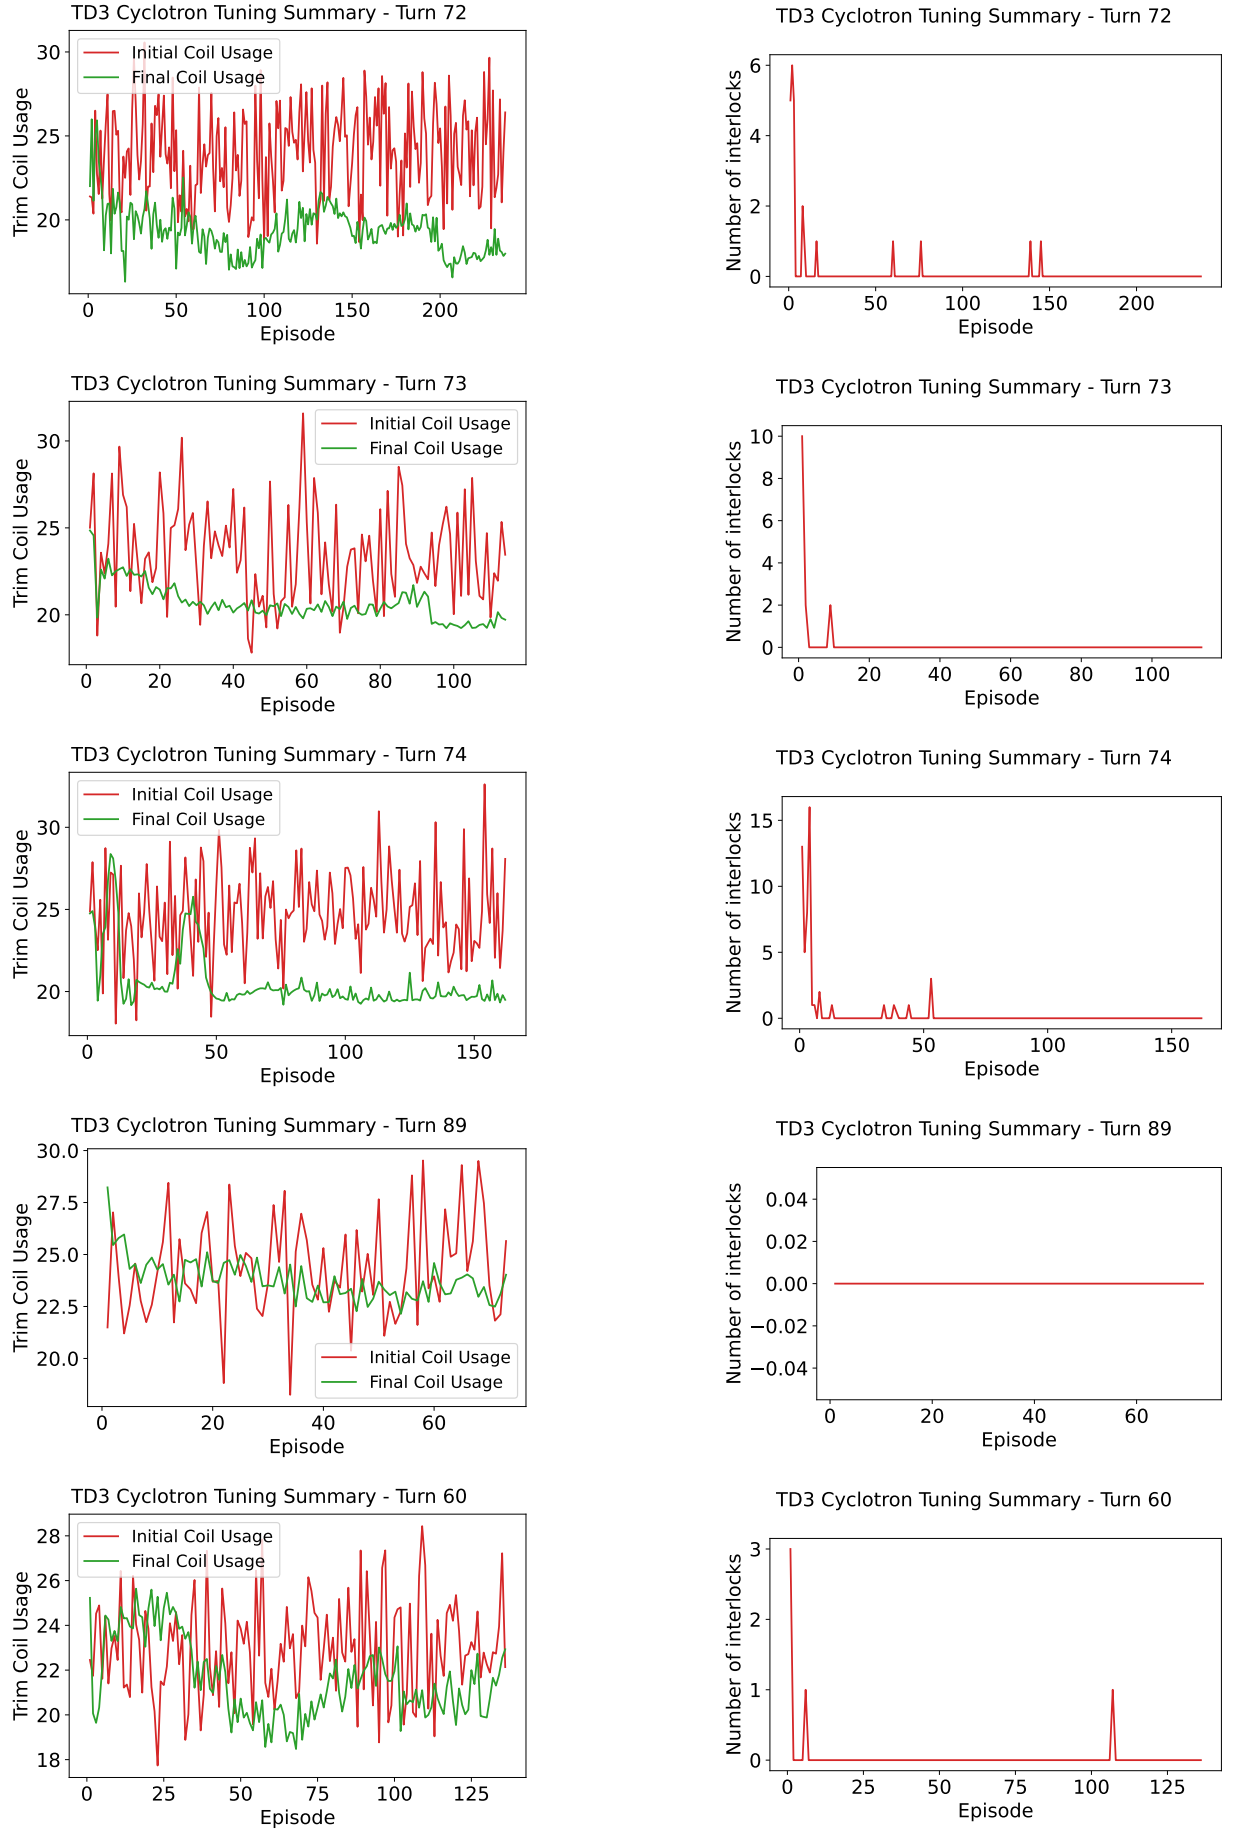 TD3 Cyclotron Tuning Summary - Turn 72
Trim Coil Usage
30
25
20
Initial Coil Usage
Final Coil Usage
0 50 100 150 200
Episode
TD3 Cyclotron Tuning Summary - Turn 72
Number of interlocks
6
4
2
0
0 50 100 150 200
Episode
TD3 Cyclotron Tuning Summary - Turn 73
Trim Coil Usage
30
25
20
Initial Coil Usage
Final Coil Usage
0 20 40 60 80 100
Episode
TD3 Cyclotron Tuning Summary - Turn 73
Number of interlocks
10
8
6
4
2
0
0 20 40 60 80 100
Episode
TD3 Cyclotron Tuning Summary - Turn 74
Trim Coil Usage
30
25
20
Initial Coil Usage
Final Coil Usage
0 50 100 150
Episode
TD3 Cyclotron Tuning Summary - Turn 74
Number of interlocks
15
10
5
0
0 50 100 150
Episode
TD3 Cyclotron Tuning Summary - Turn 89
Trim Coil Usage
30.0
27.5
25.0
22.5
20.0
Initial Coil Usage
Final Coil Usage
0 20 40 60
Episode
TD3 Cyclotron Tuning Summary - Turn 89
Number of interlocks
0.04
0.02
0.00
−0.02
−0.04
0 20 40 60
Episode
TD3 Cyclotron Tuning Summary - Turn 60
Trim Coil Usage
28
26
24
22
20
18
Initial Coil Usage
Final Coil Usage
0 25 50 75 100 125
Episode
TD3 Cyclotron Tuning Summary - Turn 60
Number of interlocks
3
2
1
0
0 25 50 75 100 125
Episode